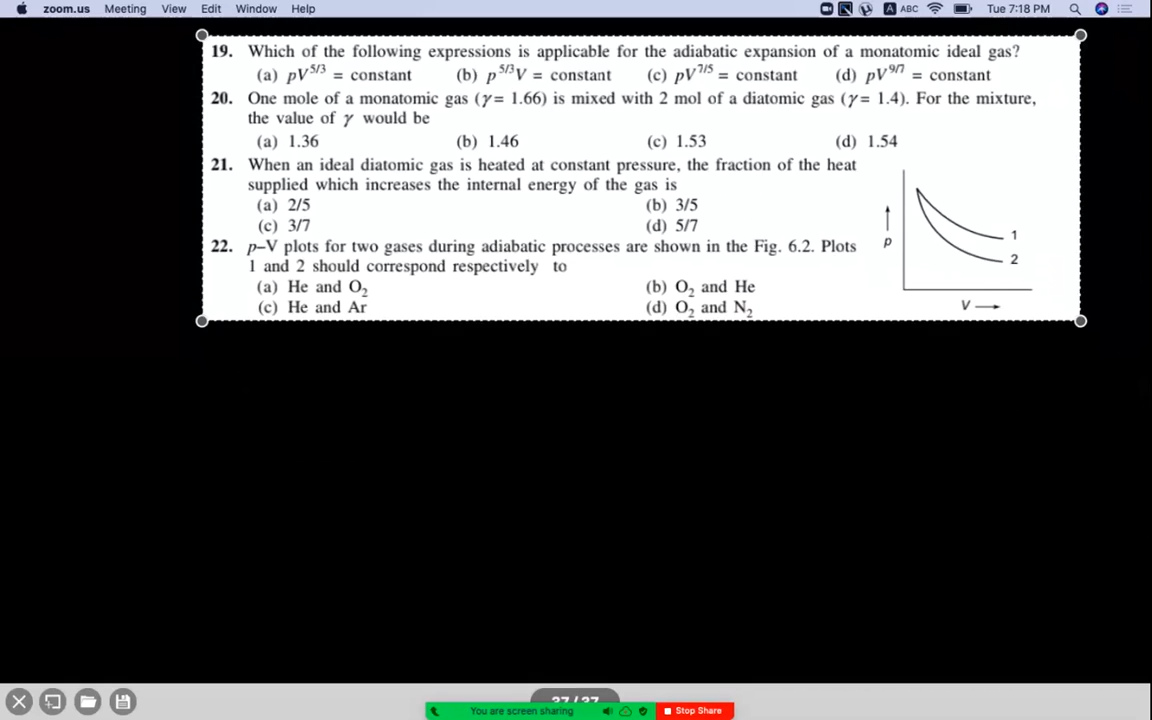 zoom.us Meeting View Edit Window Help ABC Tue 7:18 PM
19. Which of the following expressions is applicable for the adiabatic expansion of a monatomic ideal gas?
(a) pV^5/3 = constant (b) p^5/3V = constant (c) pV^7/5 = constant (d) pV^9/7 = constant
20. One mole of a monatomic gas (γ= 1.66) is mixed with 2 mol of a diatomic gas (γ= 1.4). For the mixture,
the value of γ would be
(a) 1.36 (b) 1.46 (c) 1.53 (d) 1.54
21. When an ideal diatomic gas is heated at constant pressure, the fraction of the heat
supplied which increases the internal energy of the gas is
(a) 2/5 (b) 3/5
(c) 3/7 (d) 5/7
22. p–V plots for two gases during adiabatic processes are shown in the Fig. 6.2. Plots
1 and 2 should correspond respectively to
(a) He and O₂ (b) O₂ and He
(c) He and Ar (d) O₂ and N₂
p
1
2
V
37 / 37
You are screen sharing Stop Share